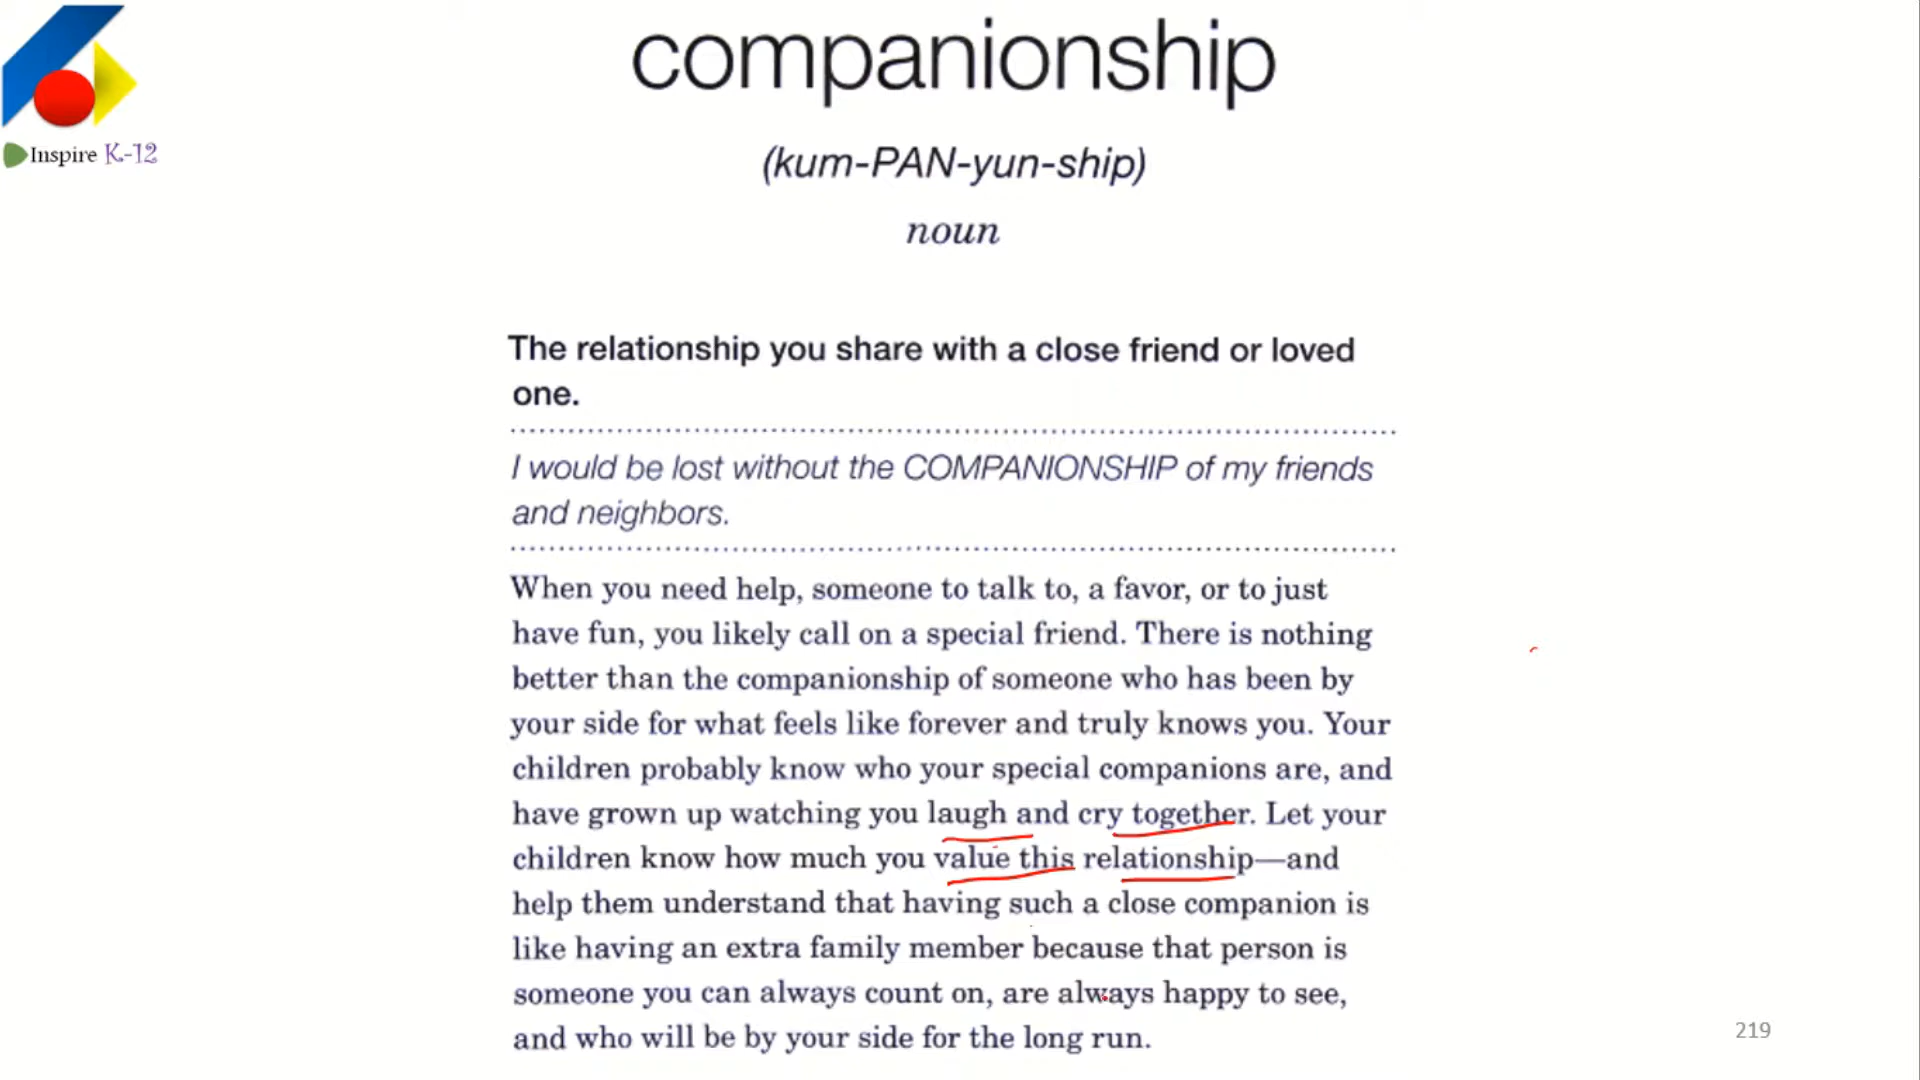 companionship
Inspire K-12
(kum-PAN-yun-ship)
noun
The relationship you share with a close friend or loved
one.
I would be lost without the COMPANIONSHIP of my friends
and neighbors.
When you need help, someone to talk to, a favor, or to just
have fun, you likely call on a special friend. There is nothing
better than the companionship of someone who has been by
your side for what feels like forever and truly knows you. Your
children probably know who your special companions are, and
have grown up watching you laugh and cry together. Let your
children know how much you value this relationship—and
help them understand that having such a close companion is
like having an extra family member because that person is
someone you can always count on, are always happy to see,
and who will be by your side for the long run.
219